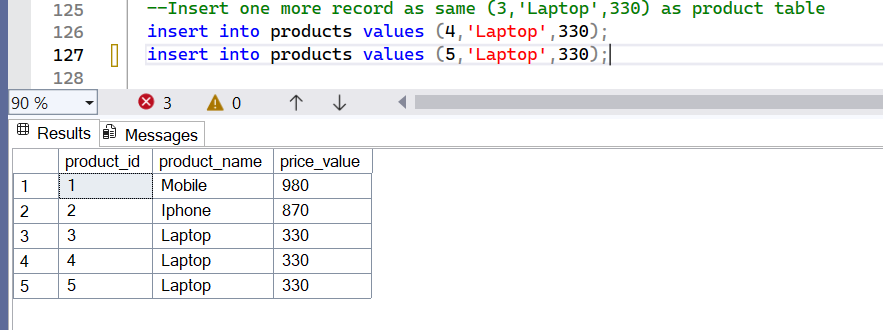 125 --Insert one more record as same (3,'Laptop',330) as product table
126 insert into products values (4,'Laptop',330);
127 insert into products values (5,'Laptop',330);
128
90 % 3 0
Results Messages
product_id product_name price_value
1 1 Mobile 980
2 2 Iphone 870
3 3 Laptop 330
4 4 Laptop 330
5 5 Laptop 330